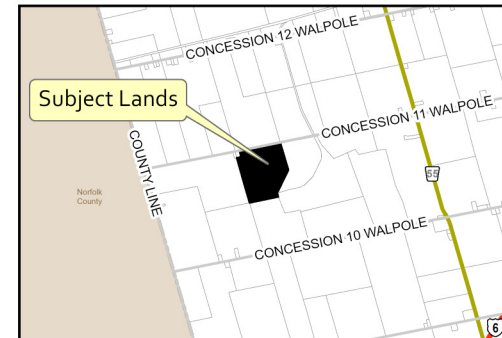 CONCESSION 12 WALPOLE
Subject Lands
CONCESSION 11 WALPOLE
COUNTY LINE
55
Norfolk
County
CONCESSION 10 WALPOLE
6